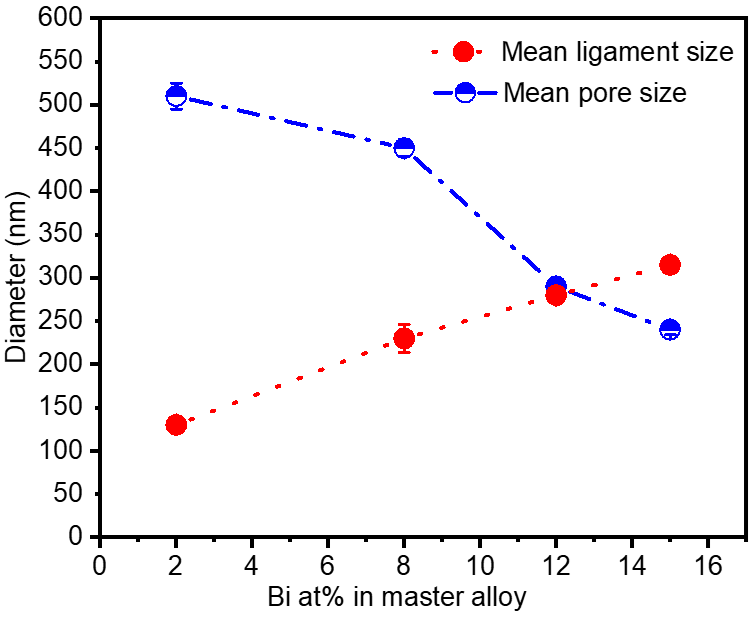 Mean ligament size
Mean pore size
600
550
500
450
400
350
300
250
200
150
100
50
0
Diameter (nm)
0 2 4 6 8 10 12 14 16
Bi at% in master alloy